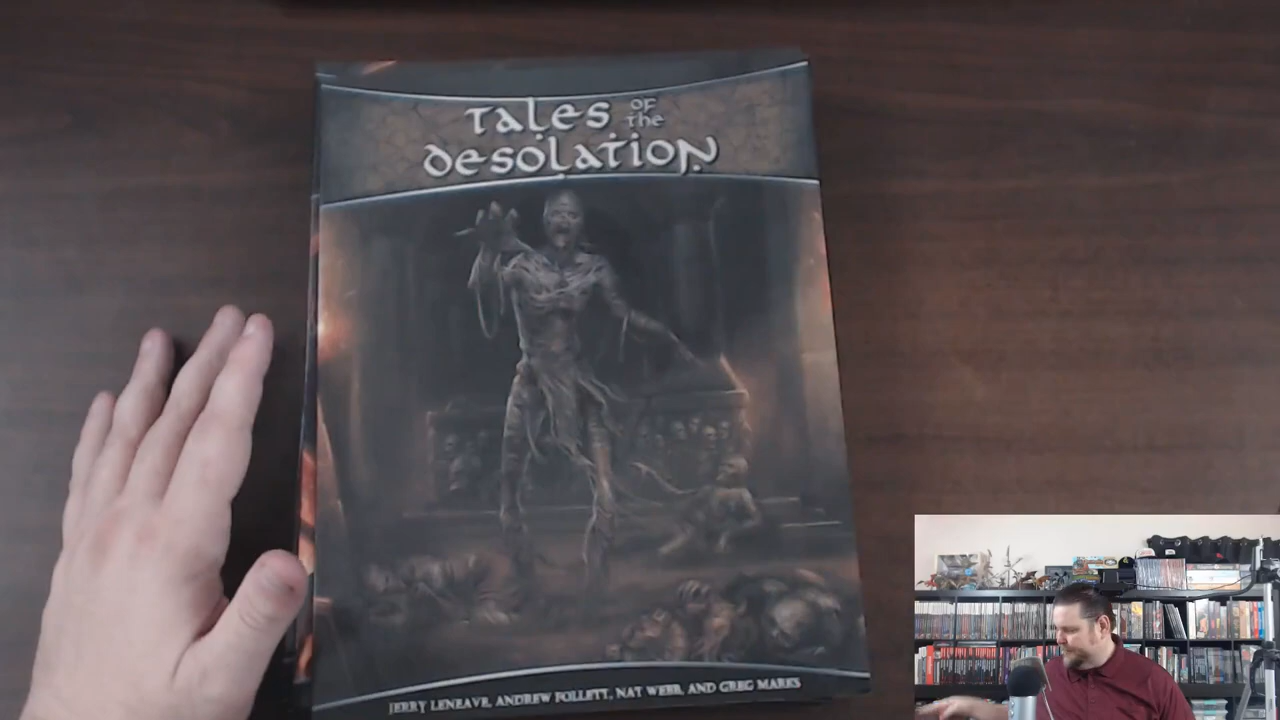 TALES OF THE
DESOLATION
JERRY LENEAVE, ANDREW FOLLETT, NAT WEBB, AND GREG MARKS